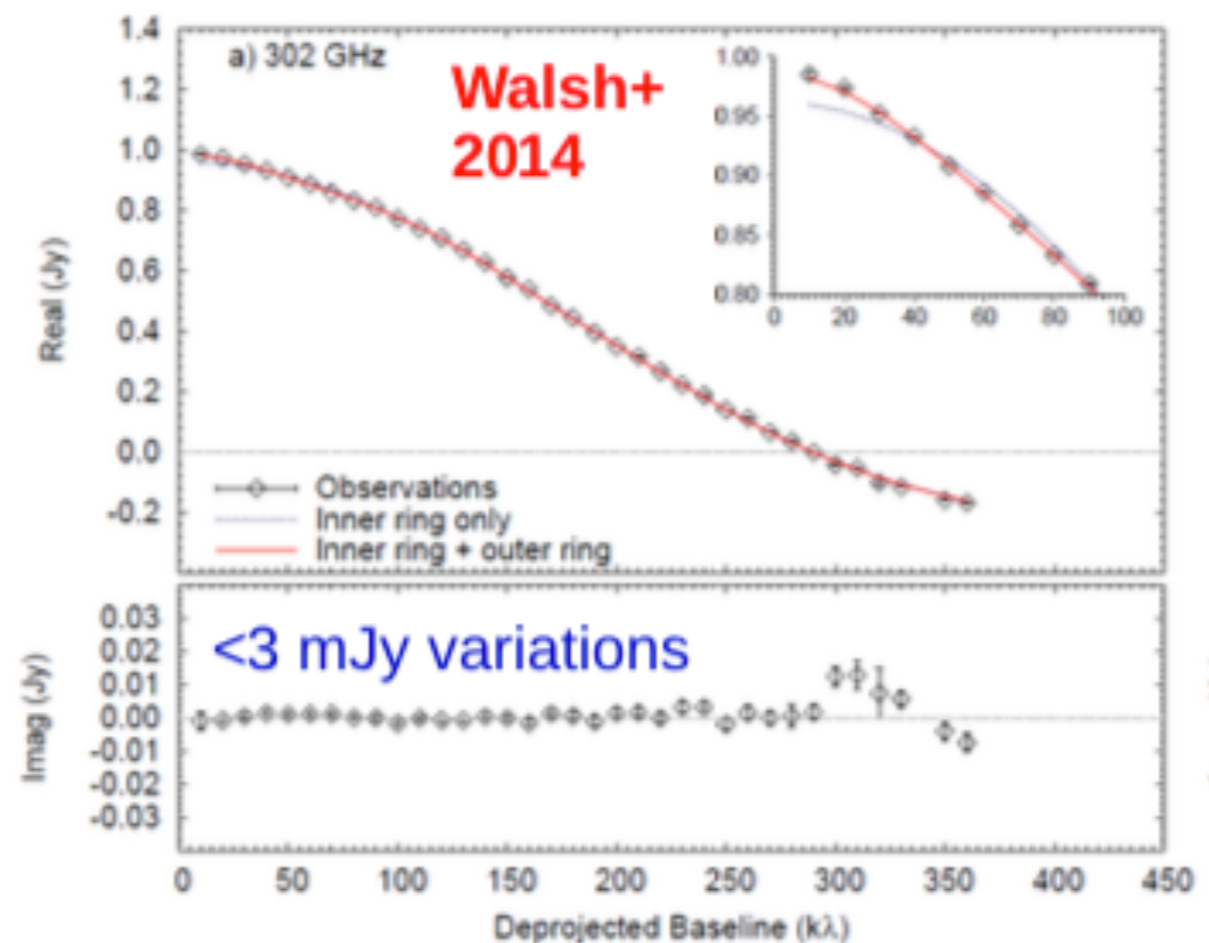 1.4
1.2
1.0
0.8
0.6
0.4
0.2
0.0
-0.2
Real (Jy)
a) 302 GHz
Walsh+
2014
1.00
0.95
0.90
0.85
0.80
0 20 40 60 80 100
Observations
Inner ring only
Inner ring + outer ring
0.03
0.02
0.01
0.00
-0.01
-0.02
-0.03
Imag (Jy)
<3 mJy variations
0 50 100 150 200 250 300 350 400 450
Deprojected Baseline (kλ)